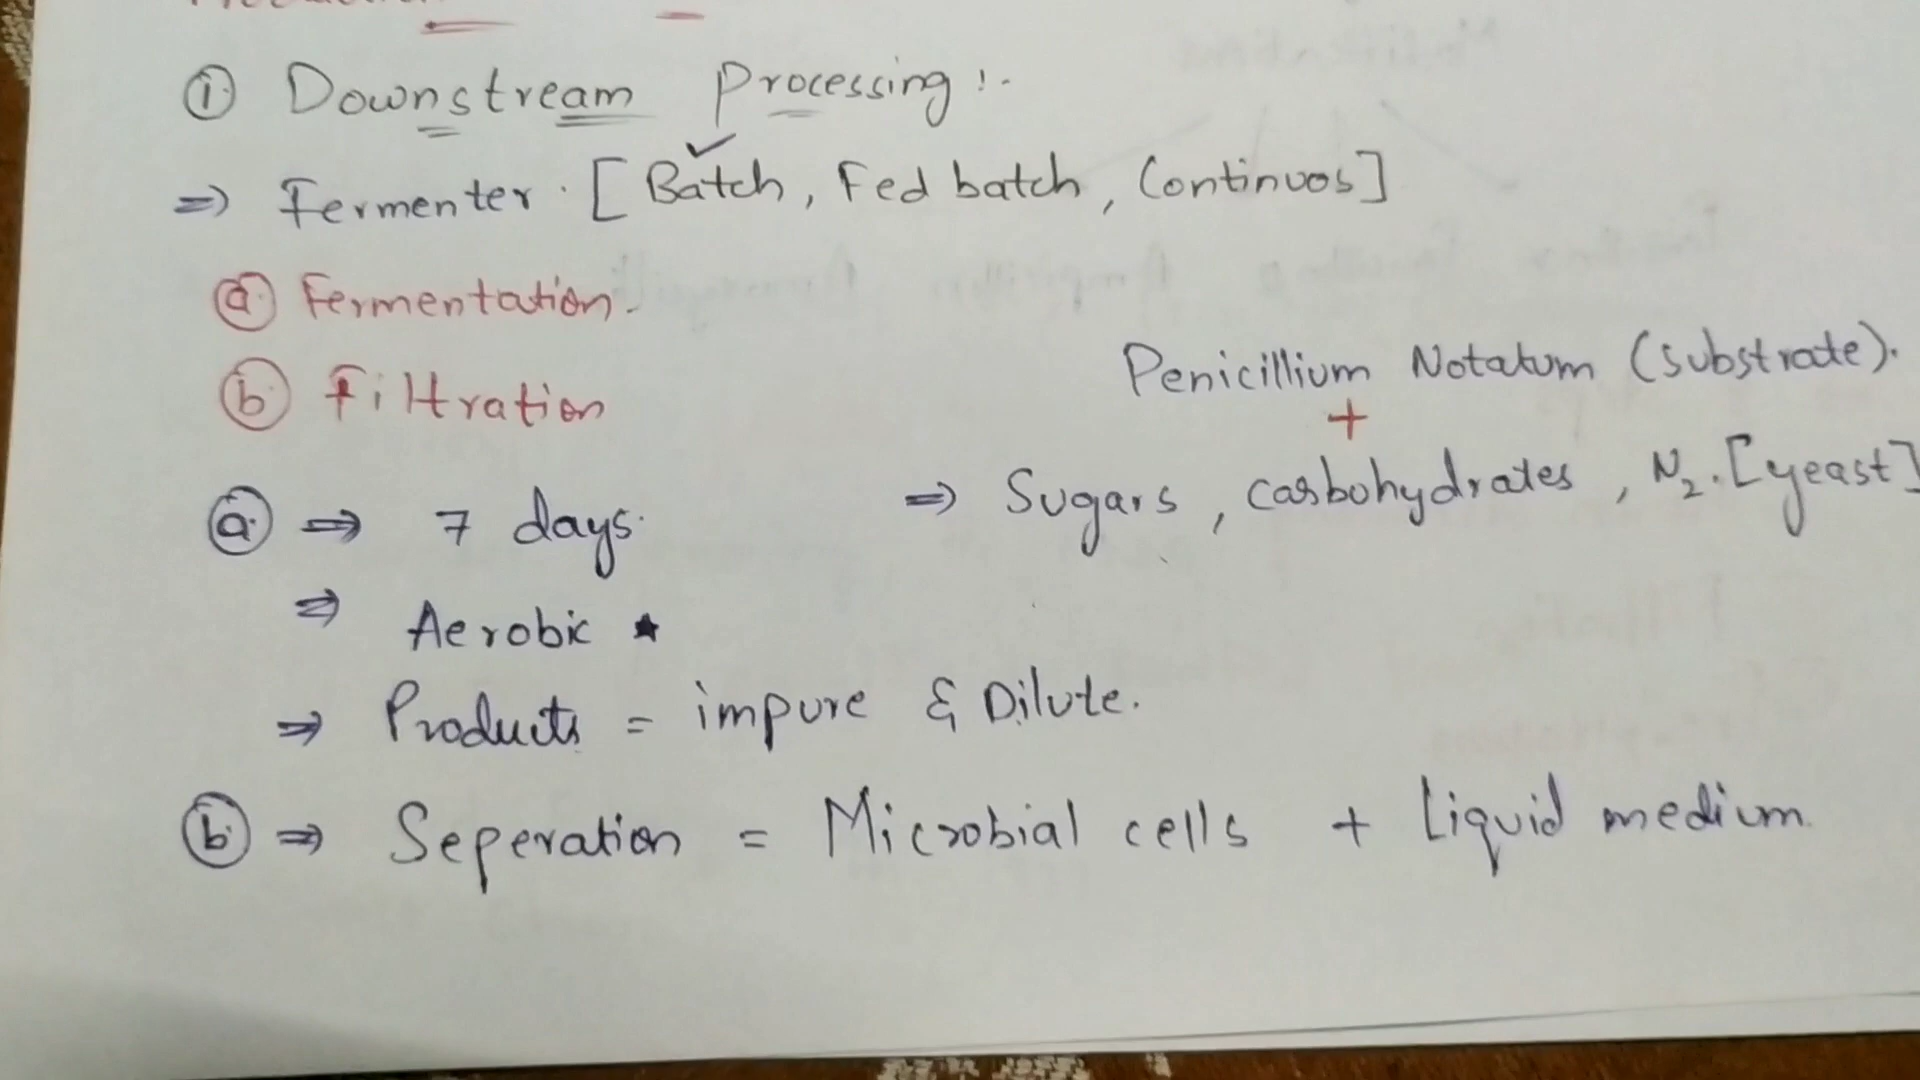 ① Downstream Processing :-
⇒ Fermenter. [Batch, Fed batch, Continuos]
ⓐ Fermentation.
ⓑ Filtration
Penicillium Notatum (substrate).
+
⇒ Sugars, carbohydrates, N₂. [yeast]
ⓐ ⇒ 7 days.
⇒ Aerobic ★
⇒ Products = impure & Dilute.
ⓑ ⇒ Seperation = Microbial cells + liquid medium.